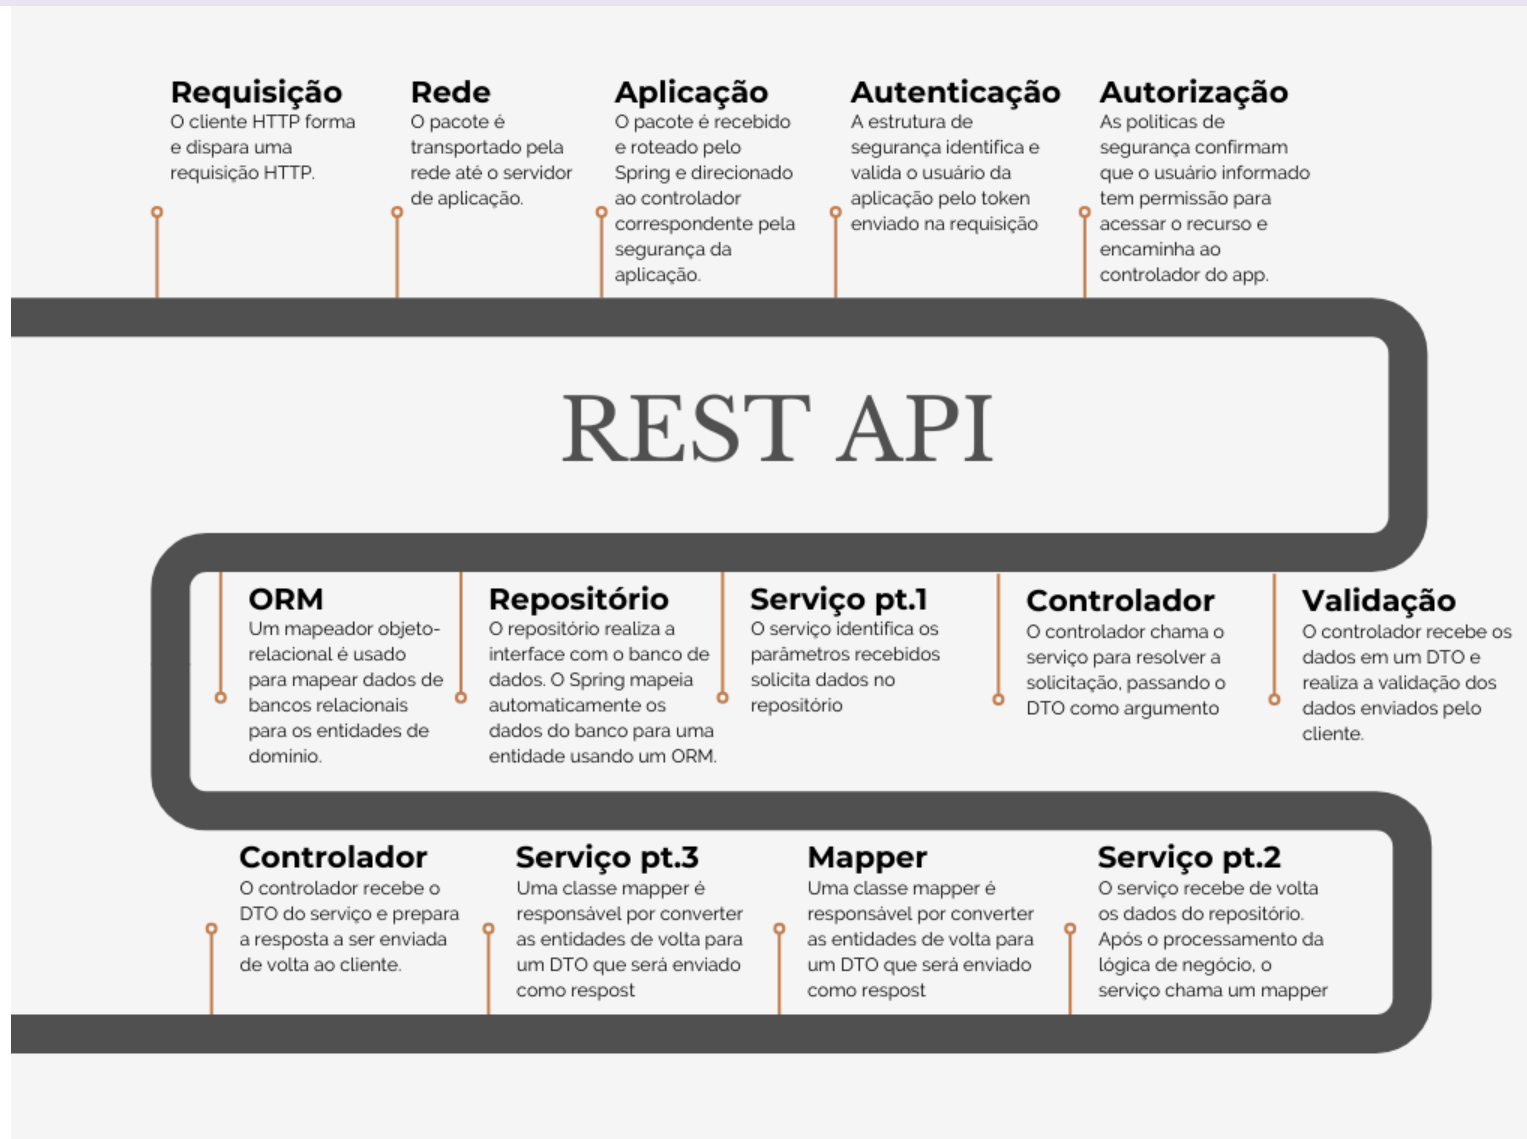 Requisição
O cliente HTTP forma
e dispara uma
requisição HTTP.
Rede
O pacote é
transportado pela
rede até o servidor
de aplicação.
Aplicação
O pacote é recebido
e roteado pelo
Spring e direcionado
ao controlador
correspondente pela
segurança da
aplicação.
Autenticação
A estrutura de
segurança identifica e
valida o usuário da
aplicação pelo token
enviado na requisição
Autorização
As políticas de
segurança confirmam
que o usuário informado
tem permissão para
acessar o recurso e
encaminha ao
controlador do app.
REST API
ORM
Um mapeador objeto-
relacional é usado
para mapear dados de
bancos relacionais
para os entidades de
domínio.
Repositório
O repositório realiza a
interface com o banco de
dados. O Spring mapeia
automaticamente os
dados do banco para uma
entidade usando um ORM.
Serviço pt.1
O serviço identifica os
parâmetros recebidos
solicita dados no
repositório
Controlador
O controlador chama o
serviço para resolver a
solicitação, passando o
DTO como argumento
Validação
O controlador recebe os
dados em um DTO e
realiza a validação dos
dados enviados pelo
cliente.
Controlador
O controlador recebe o
DTO do serviço e prepara
a resposta a ser enviada
de volta ao cliente.
Serviço pt.3
Uma classe mapper é
responsável por converter
as entidades de volta para
um DTO que será enviado
como respost
Mapper
Uma classe mapper é
responsável por converter
as entidades de volta para
um DTO que será enviado
como respost
Serviço pt.2
O serviço recebe de volta
os dados do repositório.
Após o processamento da
lógica de negócio, o
serviço chama um mapper